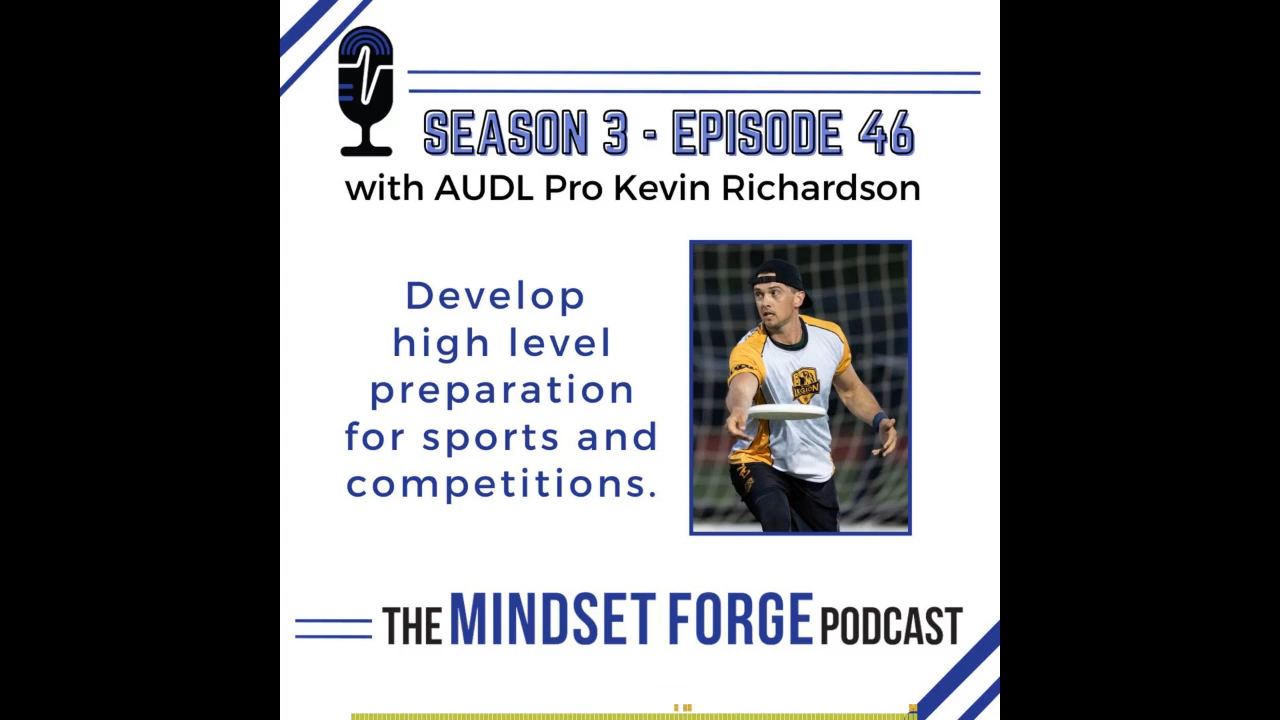 SEASON 3 - EPISODE 46
with AUDL Pro Kevin Richardson
Develop
high level
preparation
for sports and
competitions.
LEGION
THE MINDSET FORGE PODCAST